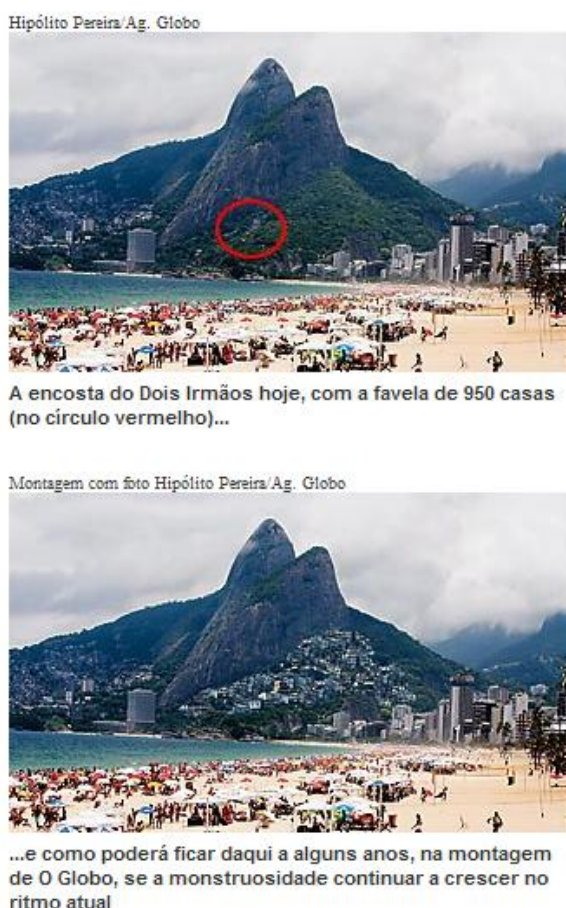 Hipólito Pereira/Ag. Globo
A encosta do Dois Irmãos hoje, com a favela de 950 casas
(no círculo vermelho)...
Montagem com foto Hipólito Pereira/Ag. Globo
...e como poderá ficar daqui a alguns anos, na montagem
de O Globo, se a monstruosidade continuar a crescer no
ritmo atual